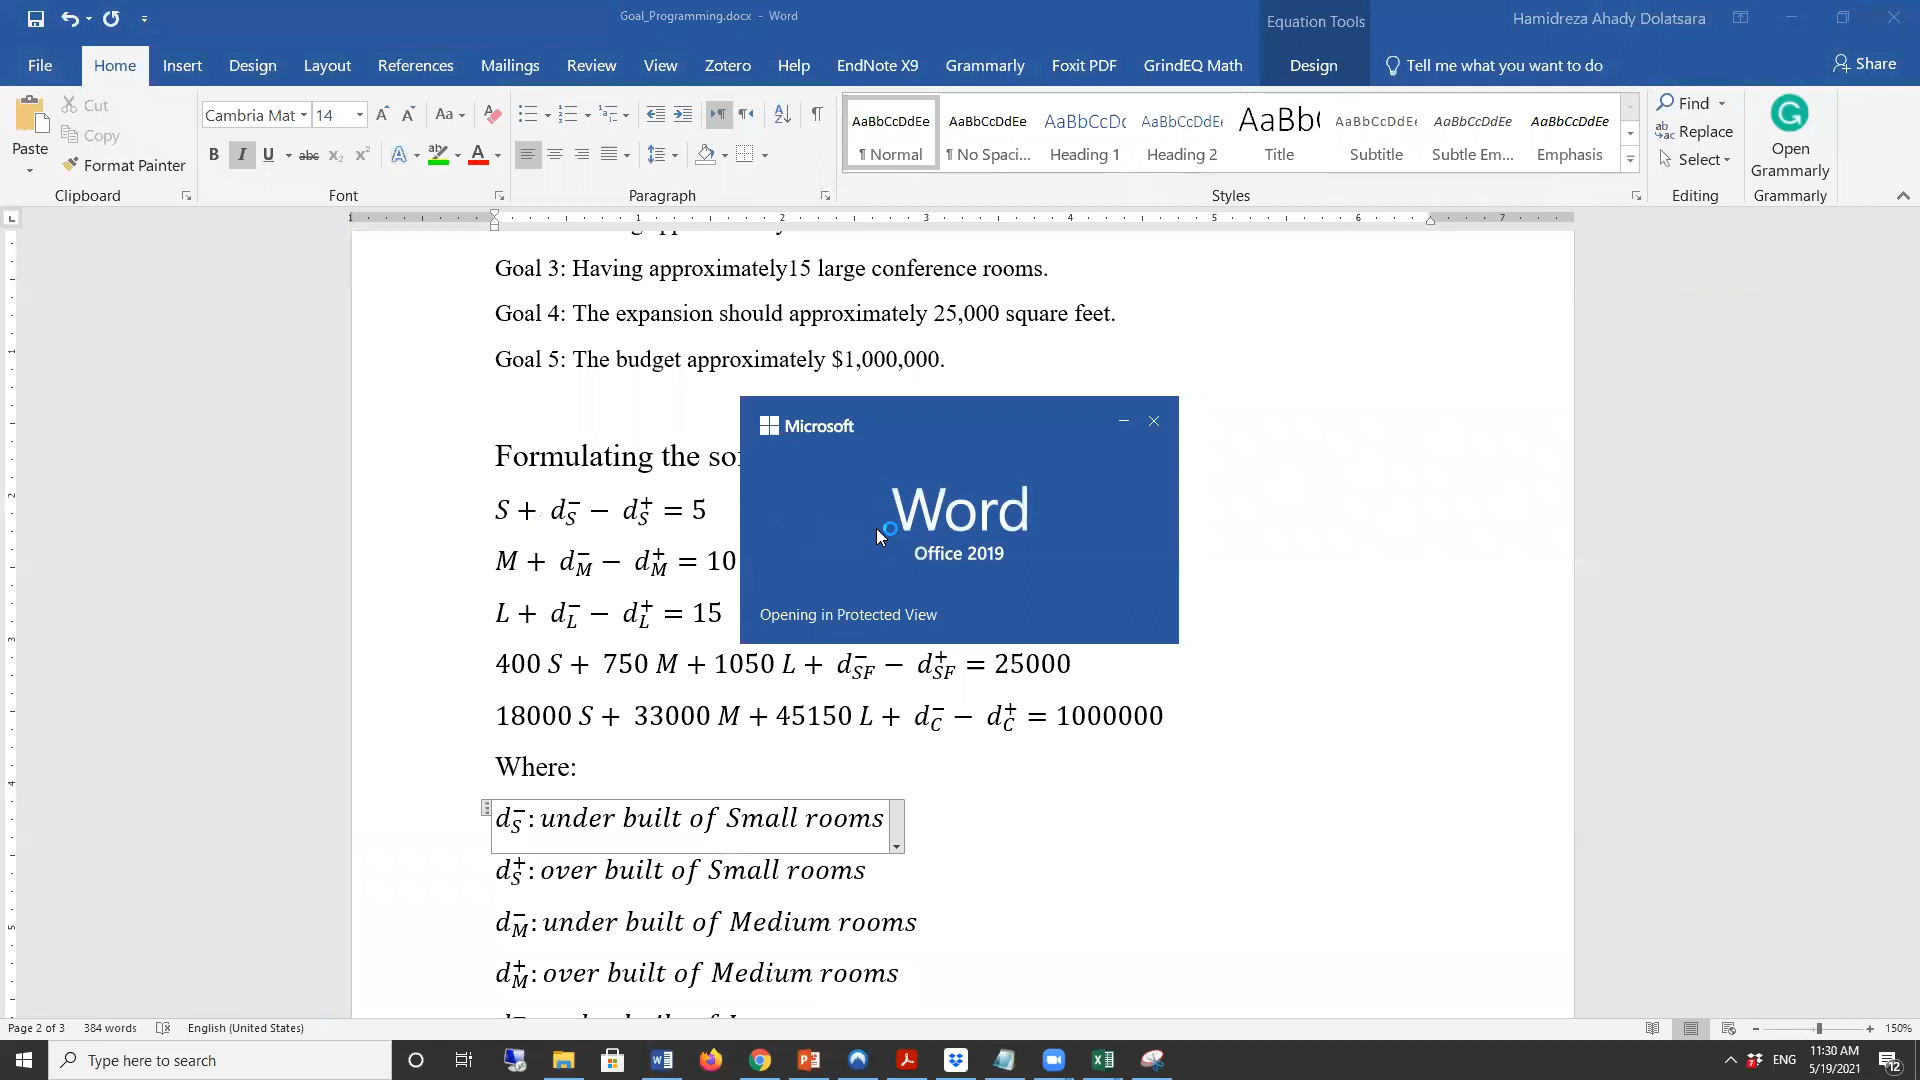 Goal_Programming.docx - Word
Equation Tools
Hamidreza Ahady Dolatsara
File Home Insert Design Layout References Mailings Review View Zotero Help EndNote X9 Grammarly Foxit PDF GrindEQ Math Design Tell me what you want to do Share
Paste
Cut
Copy
Format Painter
Clipboard
Cambria Mat 14
Font
Paragraph
AaBbCcDdEe AaBbCcDdEe AaBbCcDc AaBbCcDdEe AaBb( AaBbCcDdEe AaBbCcDdEe AaBbCcDdEe
¶ Normal ¶ No Spaci... Heading 1 Heading 2 Title Subtitle Subtle Em... Emphasis
Styles
Find
Replace
Select
Editing
Open
Grammarly
Grammarly
Goal 3: Having approximately15 large conference rooms.
Goal 4: The expansion should approximately 25,000 square feet.
Goal 5: The budget approximately $1,000,000.
Formulating the
S + d_S^- − d_S^+ = 5
M + d_M^- − d_M^+ = 10
L + d_L^- − d_L^+ = 15
400 S + 750 M + 1050 L + d_SF^- − d_SF^+ = 25000
18000 S + 33000 M + 45150 L + d_C^- − d_C^+ = 1000000
Where:
d_S^-: under built of Small rooms
d_S^+: over built of Small rooms
d_M^-: under built of Medium rooms
d_M^+: over built of Medium rooms
Microsoft
Word
Office 2019
Opening in Protected View
Page 2 of 3 384 words English (United States) 150%
Type here to search
ENG
11:30 AM
5/19/2021
12